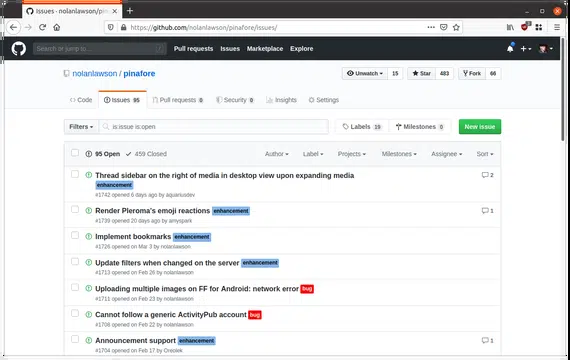 Issues · nolanlawson/pinafore
https://github.com/nolanlawson/pinafore/issues/
Search or jump to...
Pull requests Issues Marketplace Explore
nolanlawson / pinafore
Unwatch 15 Star 483 Fork 66
Code Issues 95 Pull requests 0 Security 0 Insights Settings
Filters is:issue is:open Labels 19 Milestones 0 New issue
95 Open 459 Closed Author Label Projects Milestones Assignee Sort
Thread sidebar on the right of media in desktop view upon expanding media 2
enhancement
#1742 opened 6 days ago by aquariusdev
Render Pleroma's emoji reactions enhancement 1
#1739 opened 20 days ago by amyspark
Implement bookmarks enhancement
#1726 opened on Mar 3 by nolanlawson
Update filters when changed on the server enhancement
#1713 opened on Feb 26 by nolanlawson
Uploading multiple images on FF for Android: network error bug
#1711 opened on Feb 23 by nolanlawson
Cannot follow a generic ActivityPub account bug
#1708 opened on Feb 22 by nolanlawson
Announcement support enhancement 1
#1704 opened on Feb 17 by Oreolek